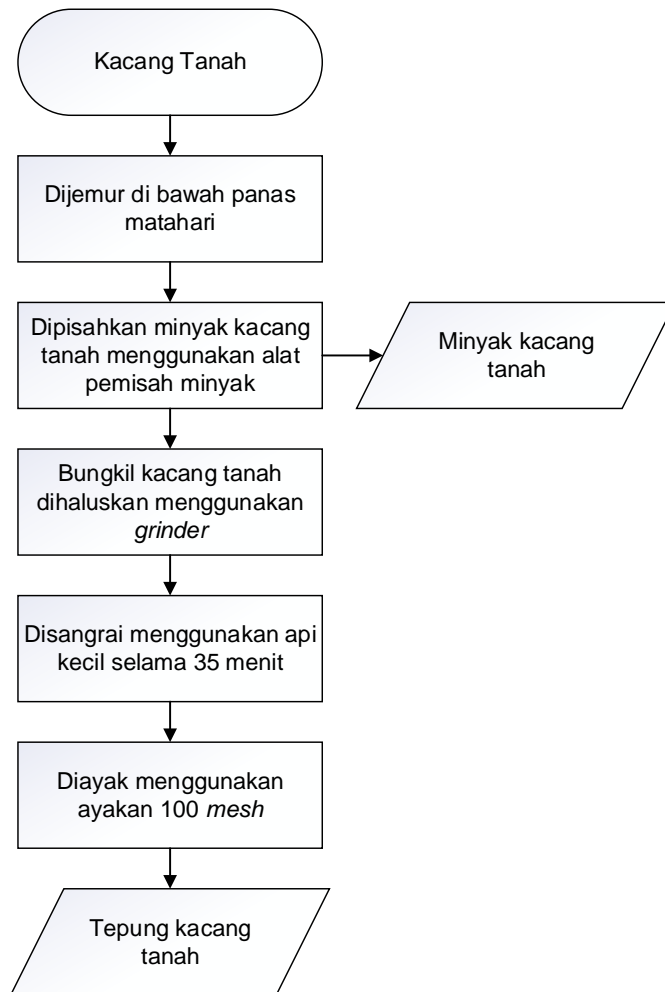 Kacang Tanah
Dijemur di bawah panas
matahari
Dipisahkan minyak kacang
tanah menggunakan alat
pemisah minyak
Minyak kacang
tanah
Bungkil kacang tanah
dihaluskan menggunakan
grinder
Disangrai menggunakan api
kecil selama 35 menit
Diayak menggunakan
ayakan 100 mesh
Tepung kacang
tanah